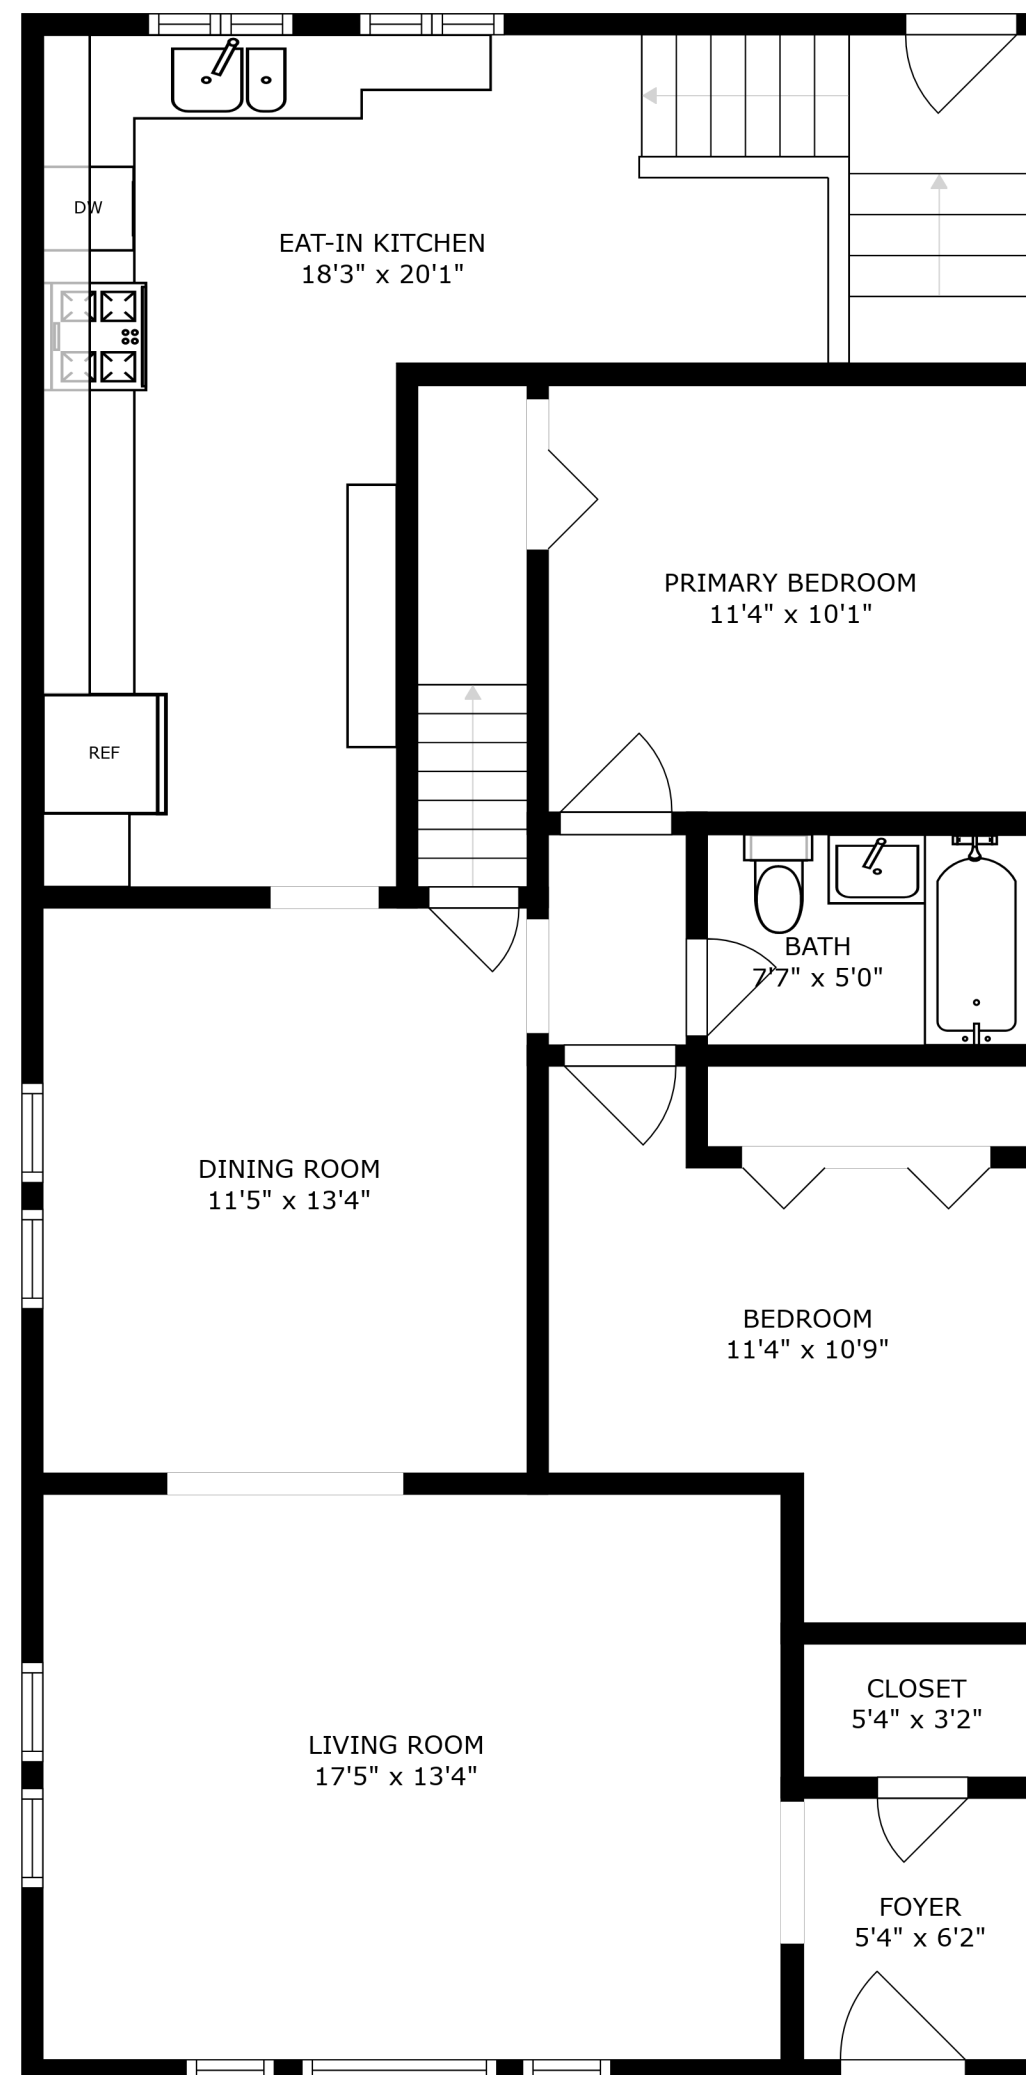 DW
EAT-IN KITCHEN
18'3" x 20'1"
PRIMARY BEDROOM
11'4" x 10'1"
REF
BATH
7'7" x 5'0"
DINING ROOM
11'5" x 13'4"
BEDROOM
11'4" x 10'9"
CLOSET
5'4" x 3'2"
LIVING ROOM
17'5" x 13'4"
FOYER
5'4" x 6'2"